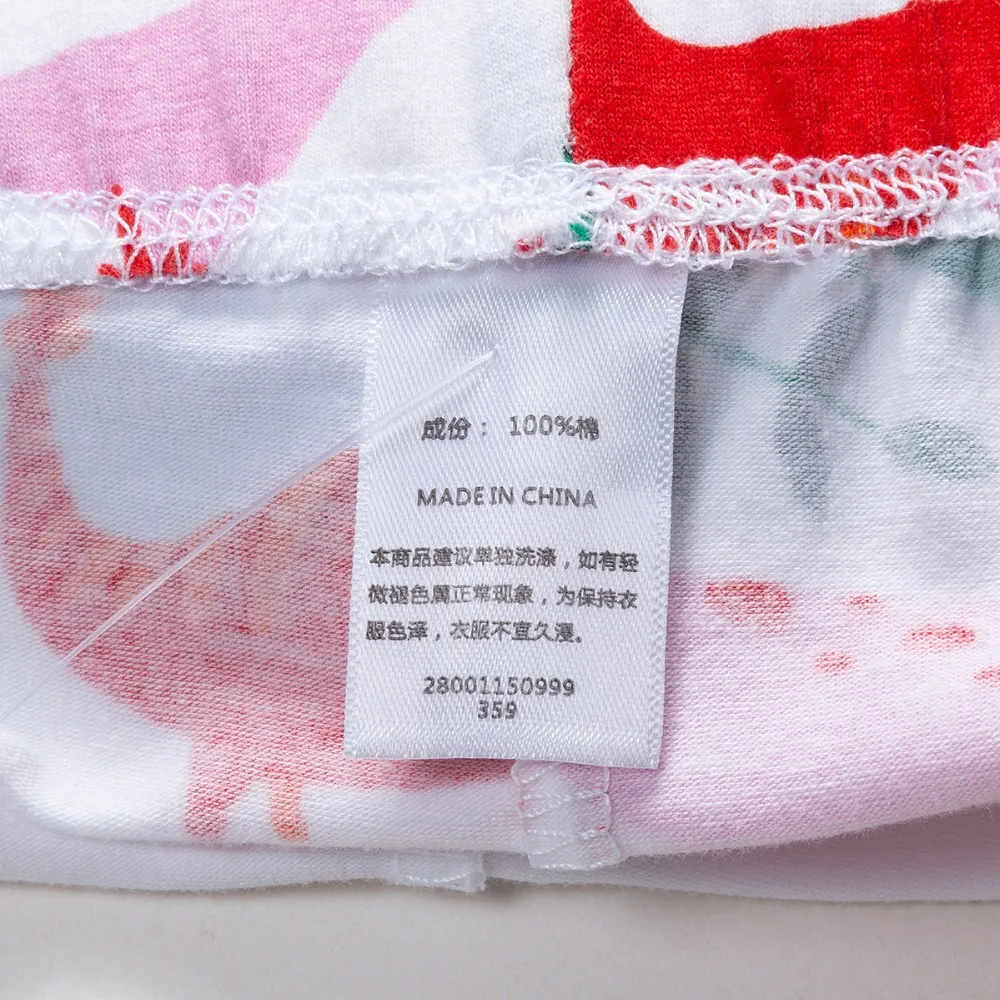 成份： 100%棉
MADE IN CHINA
本商品建议单独洗涤，如有轻
微褪色属正常现象，为保持衣
服色泽，衣服不宜久浸。
28001150999
359